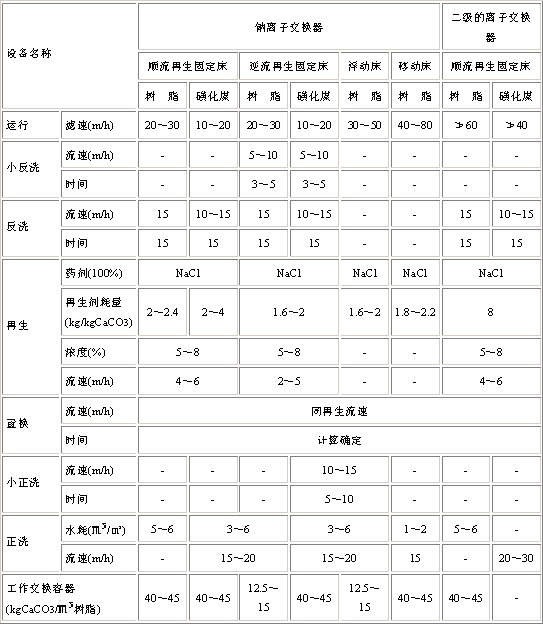 设备名称 钠离子交换器 二级的离子交换器
顺流再生固定床 逆流再生固定床 浮动床 移动床 顺流再生固定床
树 脂 磺化煤 树 脂 磺化煤 树 脂 树 脂 树 脂 磺化煤
运行 滤速(m/h) 20～30 10～20 20～30 10～20 30～50 40～80 ≯60 ≯40
小反洗 流速(m/h) - - 5～10 5～10 - - - -
时间 - - 3～5 3～5 - - - -
反洗 流速(m/h) 15 10～15 15 10～15 - - 15 10～15
时间 15 15 15 15 - - 15 15
再生 药剂(100%) NaCl NaCl NaCl NaCl NaCl
再生剂耗量(kg/kgCaCO3) 2～2.4 2～4 1.6～2 1.6～2 1.8～2.2 8
浓度(%) 5～8 5～8 - - 5～8
流速(m/h) 4～6 2～5 - - 4～6
置换 流速(m/h) 同再生流速
时间 计算确定
小正洗 流速(m/h) - - - 10～15 - - -
时间 - - - 5～10 - - -
正洗 水耗(m³/m³) 5～6 3～6 3～6 1～2 5～6 -
流速(m/h) - 15～20 15～20 15 - 20～30
工作交换容器(kgCaCO3/m³树脂) 40～45 40～45 12.5～15 40～45 12.5～15 40～45 40～45 -